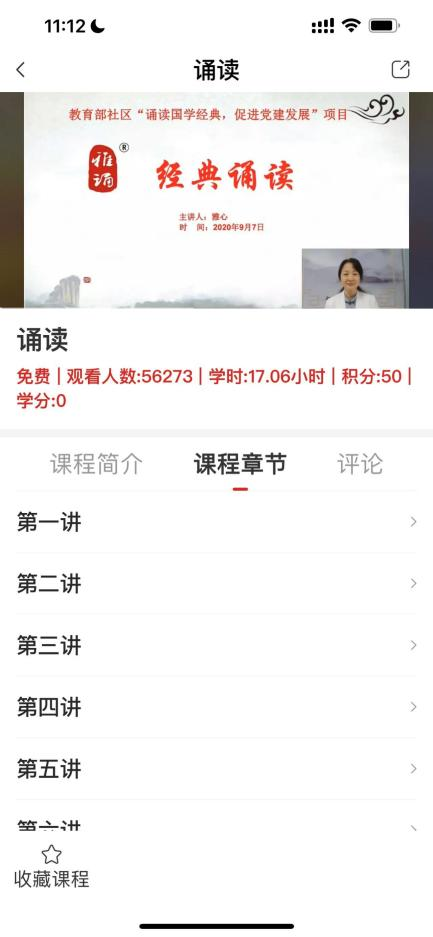 11:12
诵读
教育部社区“诵读国学经典，促进党建发展”项目
雅诵®
经典诵读
主讲人：雅心
时 间：2020年9月7日
诵读
免费 | 观看人数:56273 | 学时:17.06小时 | 积分:50 |
学分:0
课程简介 课程章节 评论
第一讲
第二讲
第三讲
第四讲
第五讲
第六讲
收藏课程